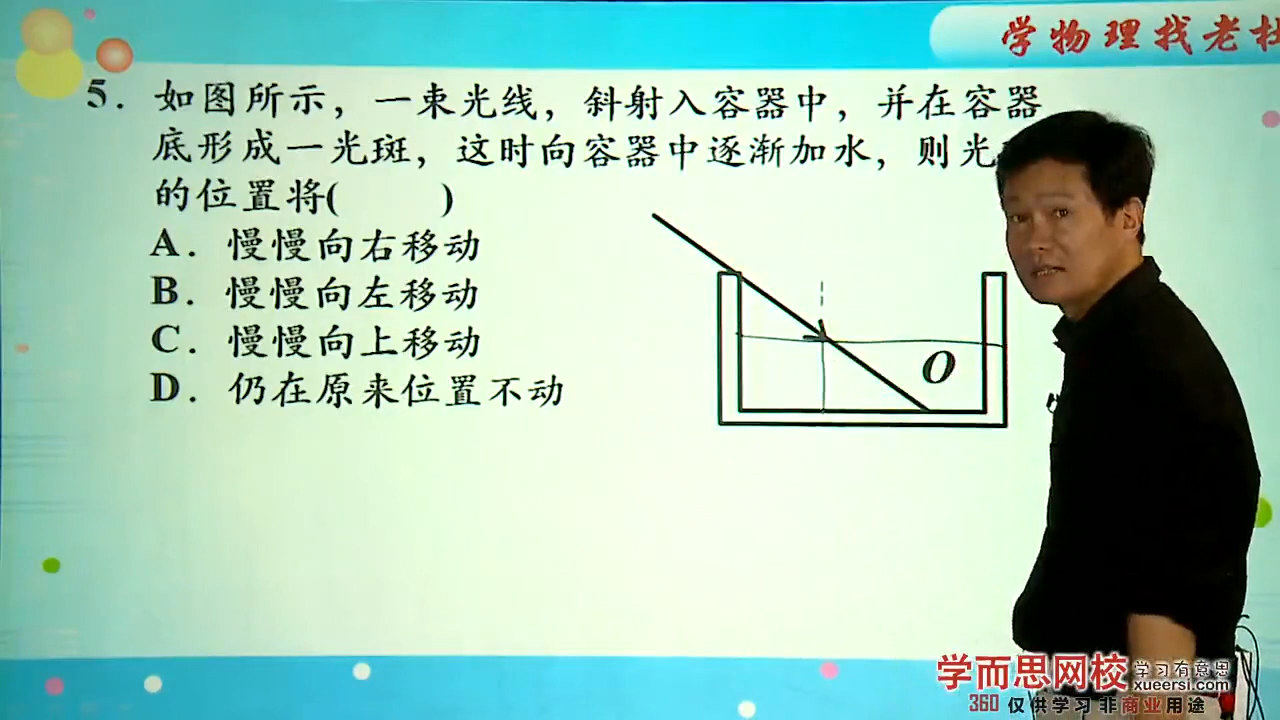 学物理找老杜
5．如图所示，一束光线，斜射入容器中，并在容器
底形成一光斑，这时向容器中逐渐加水，则光
的位置将(　　)
A．慢慢向右移动
B．慢慢向左移动
C．慢慢向上移动
D．仍在原来位置不动
O
学而思网校 学习有意思
xueersi.com
360 仅供学习 非商业用途